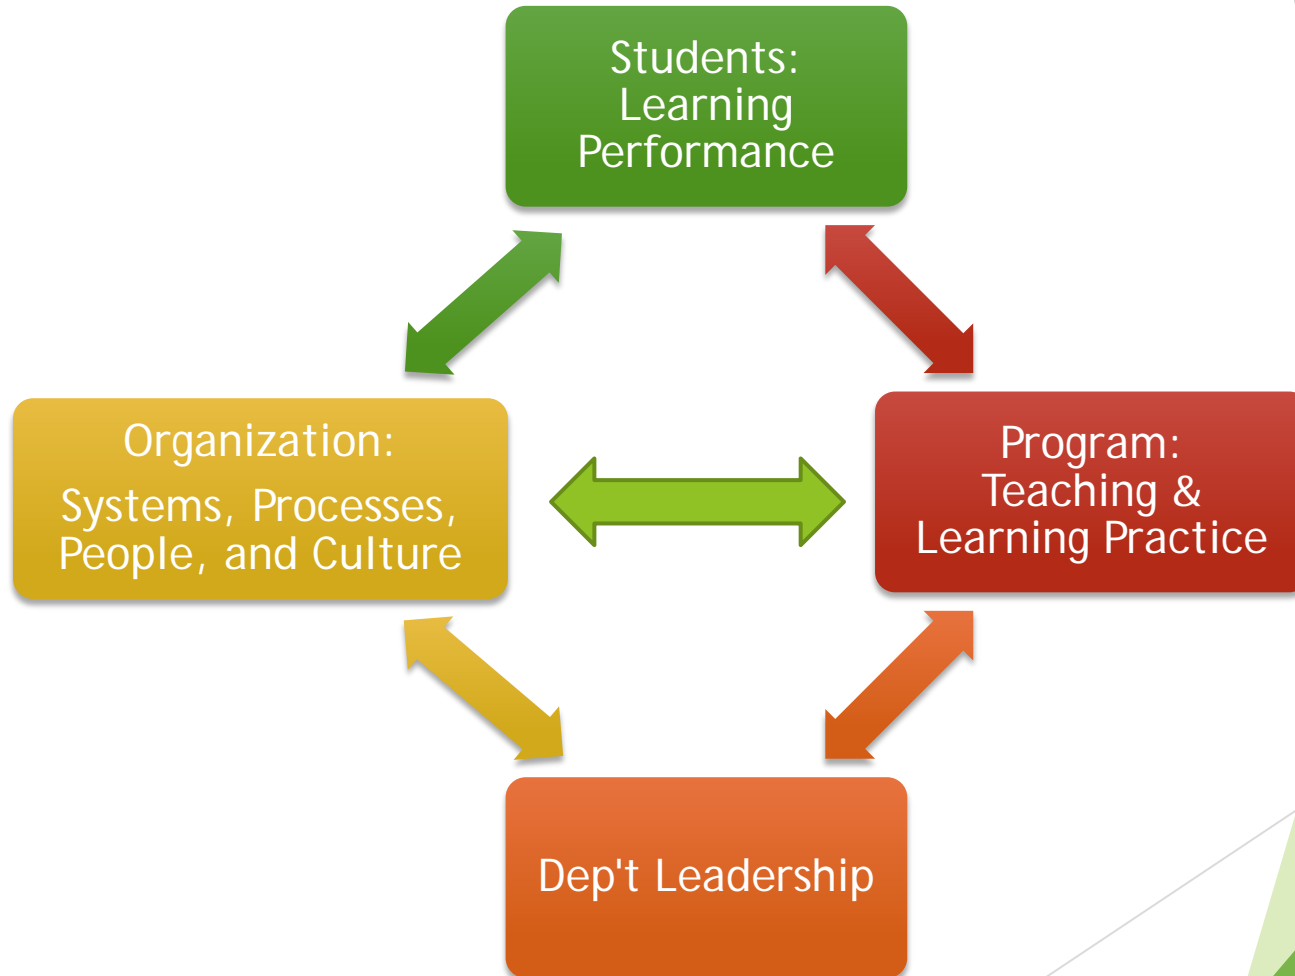 Students:
Learning
Performance
Organization:
Systems, Processes,
People, and Culture
Program:
Teaching &
Learning Practice
Dep't Leadership